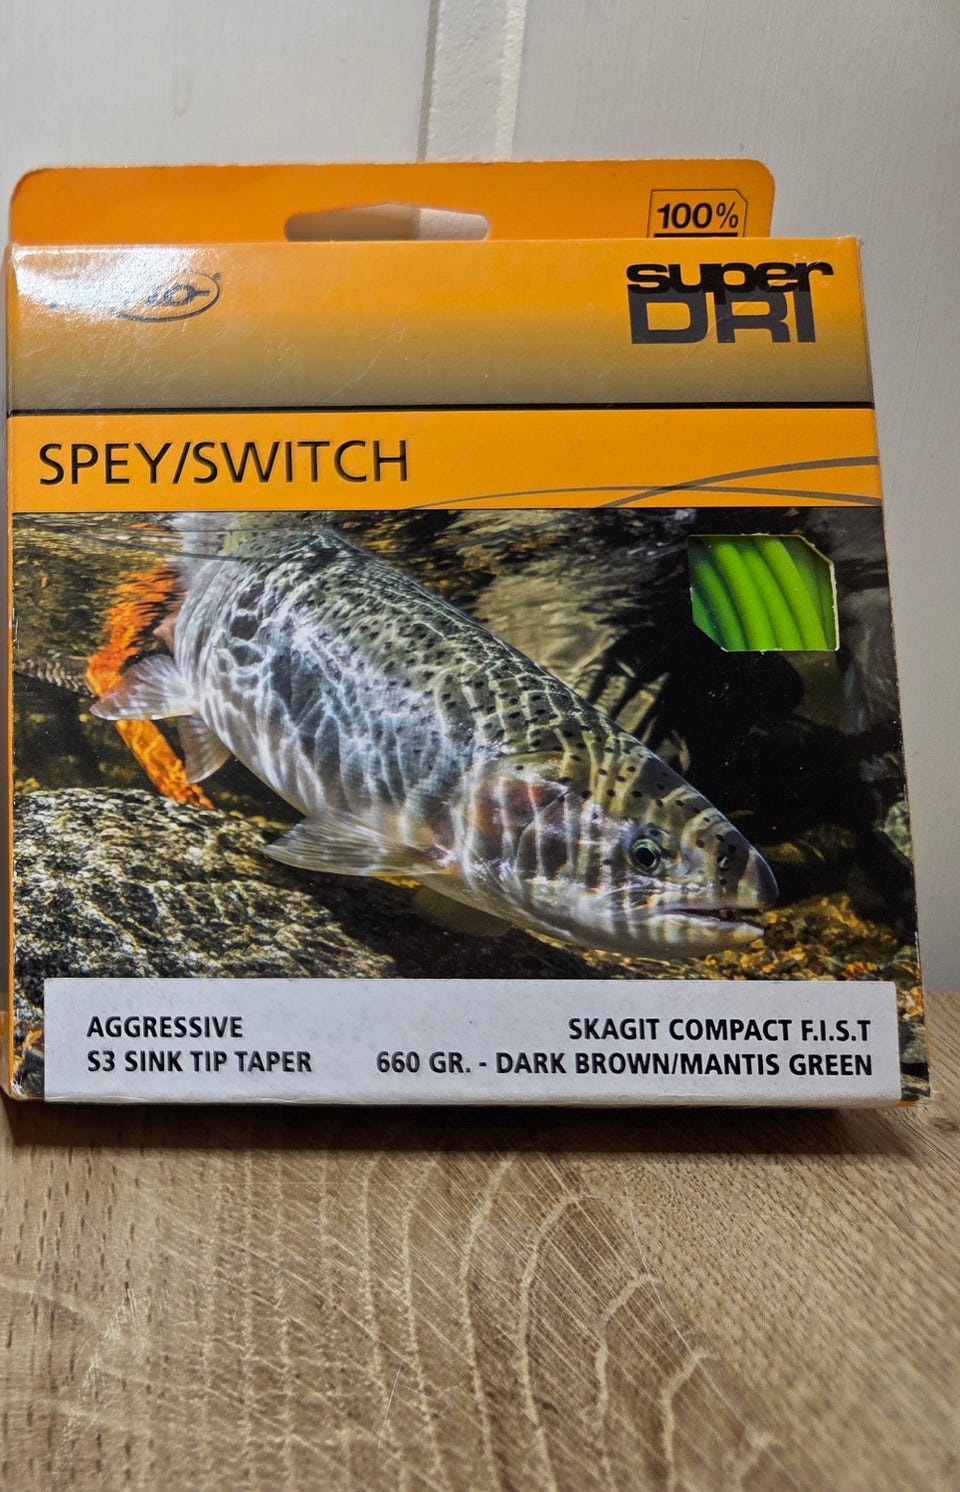 100%
super
DRI
SPEY/SWITCH
AGGRESSIVE
S3 SINK TIP TAPER
SKAGIT COMPACT F.I.S.T
660 GR. - DARK BROWN/MANTIS GREEN